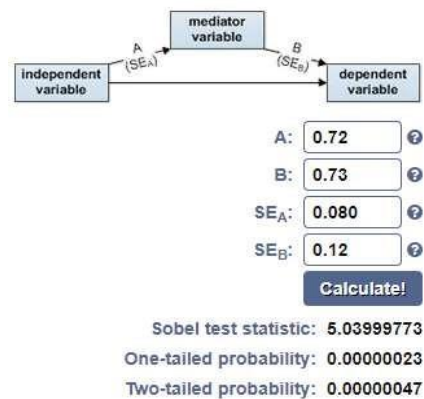 mediator
variable
A
(SEA)
B
(SEB)
independent
variable
dependent
variable
A: 0.72 ?
B: 0.73 ?
SEA: 0.080 ?
SEB: 0.12 ?
Calculate!
Sobel test statistic: 5.03999773
One-tailed probability: 0.00000023
Two-tailed probability: 0.00000047